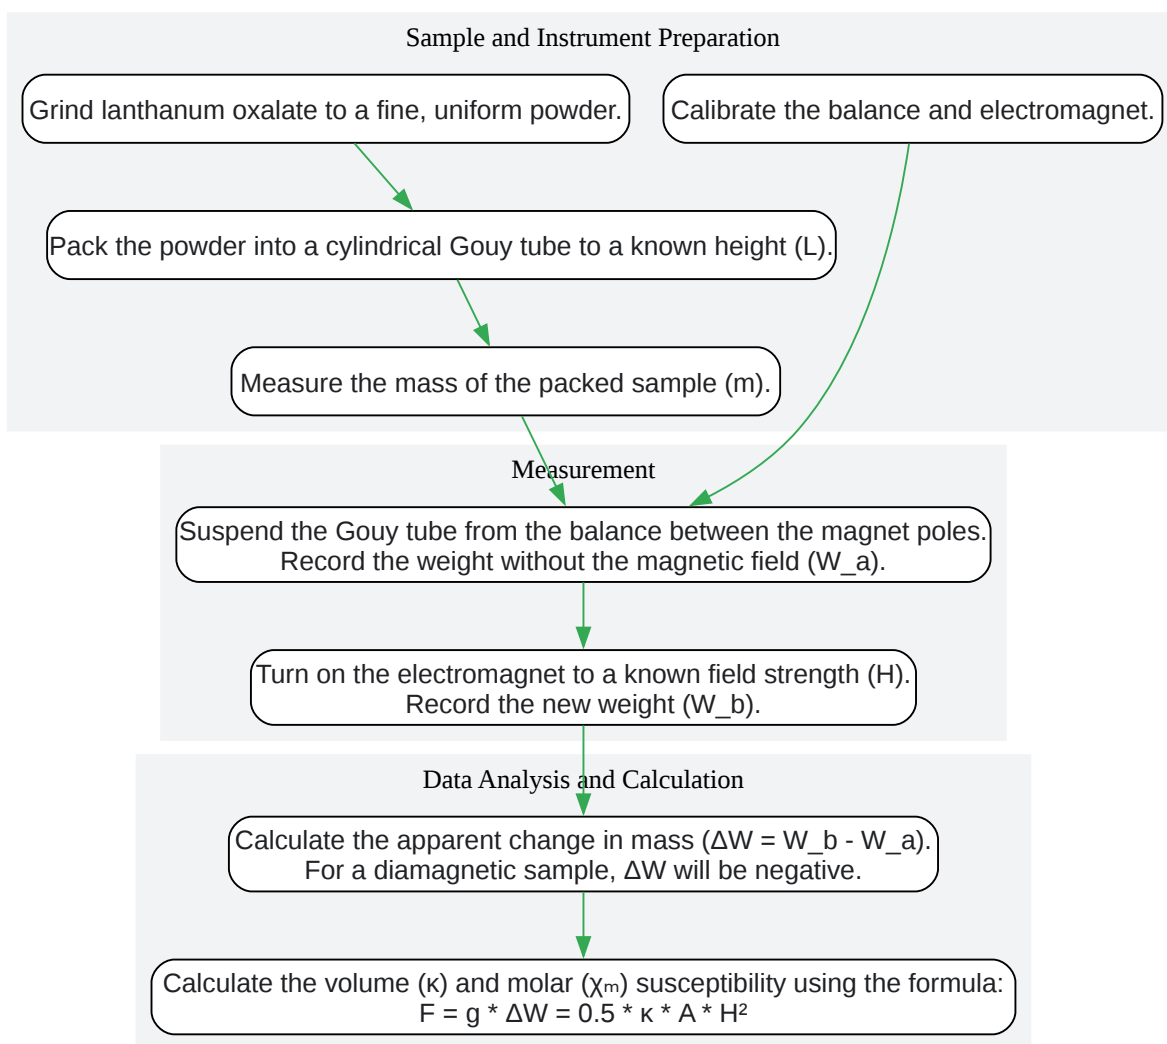 Sample and Instrument Preparation
Grind lanthanum oxalate to a fine, uniform powder.
Calibrate the balance and electromagnet.
Pack the powder into a cylindrical Gouy tube to a known height (L).
Measure the mass of the packed sample (m).
Measurement
Suspend the Gouy tube from the balance between the magnet poles.
Record the weight without the magnetic field (W_a).
Turn on the electromagnet to a known field strength (H).
Record the new weight (W_b).
Data Analysis and Calculation
Calculate the apparent change in mass (ΔW = W_b - W_a).
For a diamagnetic sample, ΔW will be negative.
Calculate the volume (κ) and molar (χₘ) susceptibility using the formula:
F = g * ΔW = 0.5 * κ * A * H²